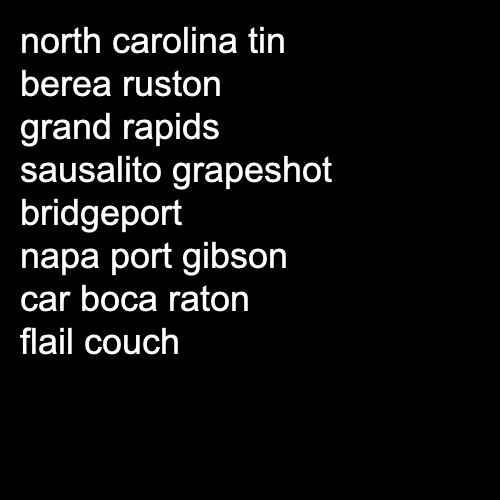 north carolina tin
berea ruston
grand rapids
sausalito grapeshot
bridgeport
napa port gibson
car boca raton
flail couch